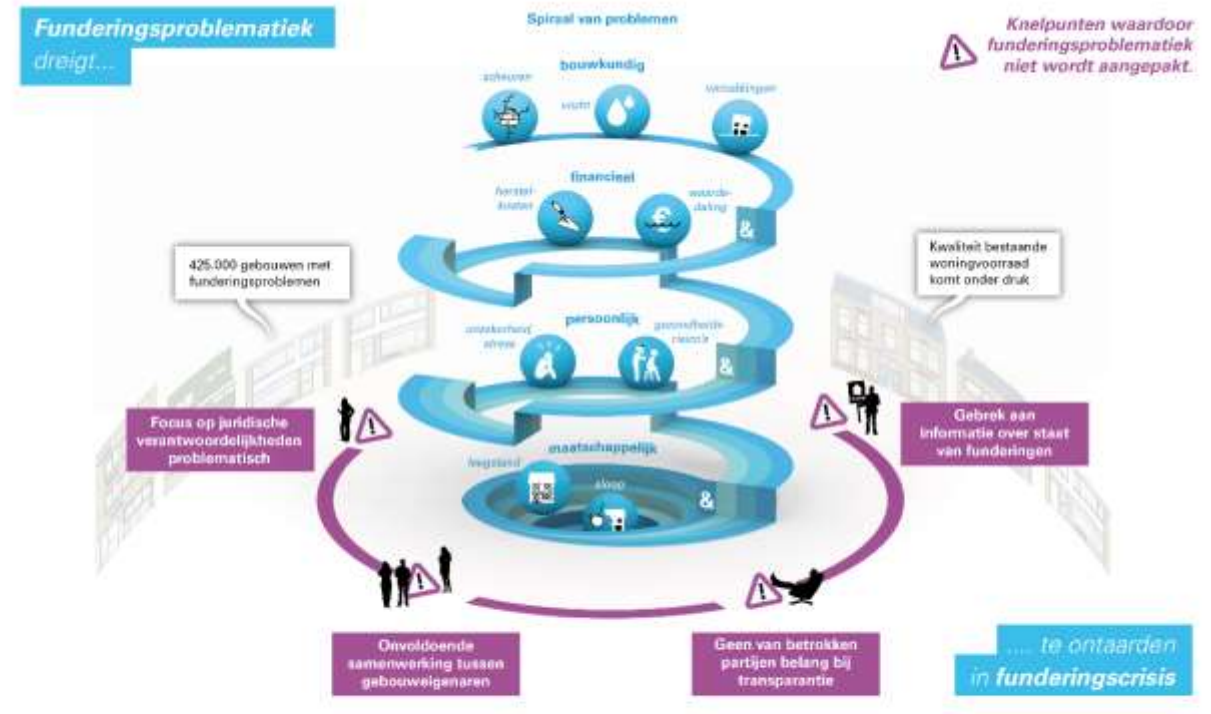 Funderingsproblematiek
dreigt...
Spiraal van problemen
Knelpunten waardoor
funderingsproblematiek
niet wordt aangepakt.
bouwkundig
scheuren
vocht
verzakkingen
financieel
herstel-
kosten
waarde-
daling
&
425.000 gebouwen met
funderingsproblemen
Kwaliteit bestaande
woningvoorraad
komt onder druk
persoonlijk
onzekerheid,
stress
gezondheids-
risico's
&
Focus op juridische
verantwoordelijkheden
problematisch
Gebrek aan
informatie over staat
van funderingen
maatschappelijk
leegstand
sloop
&
Onvoldoende
samenwerking tussen
gebouweigenaren
Geen van betrokken
partijen belang bij
transparantie
.... te ontaarden
in funderingscrisis